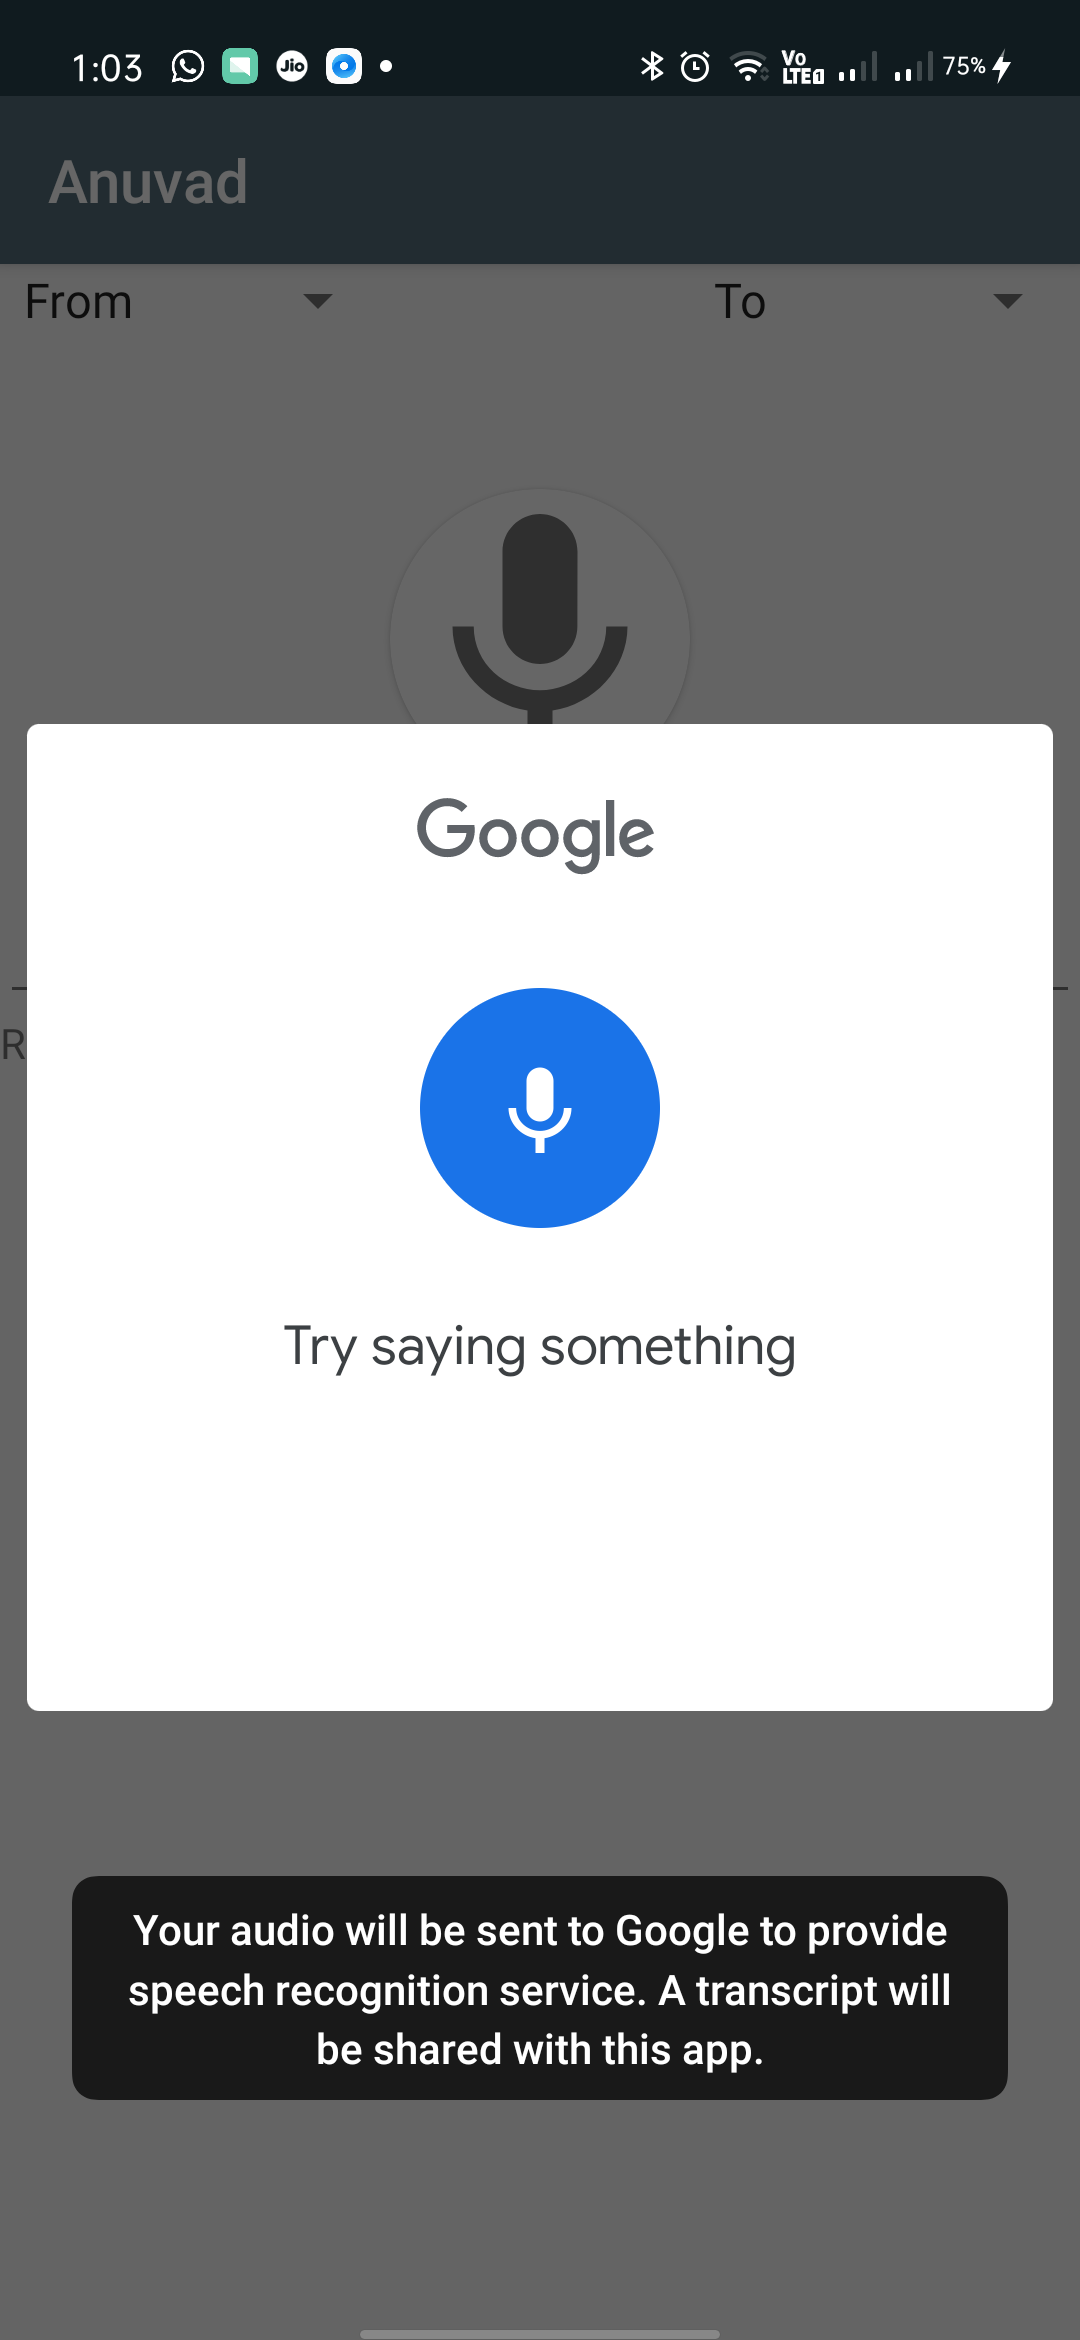 1:03 Jio Vo LTE1 75%
Anuvad
From To
Google
R
Try saying something
Your audio will be sent to Google to provide
speech recognition service. A transcript will
be shared with this app.